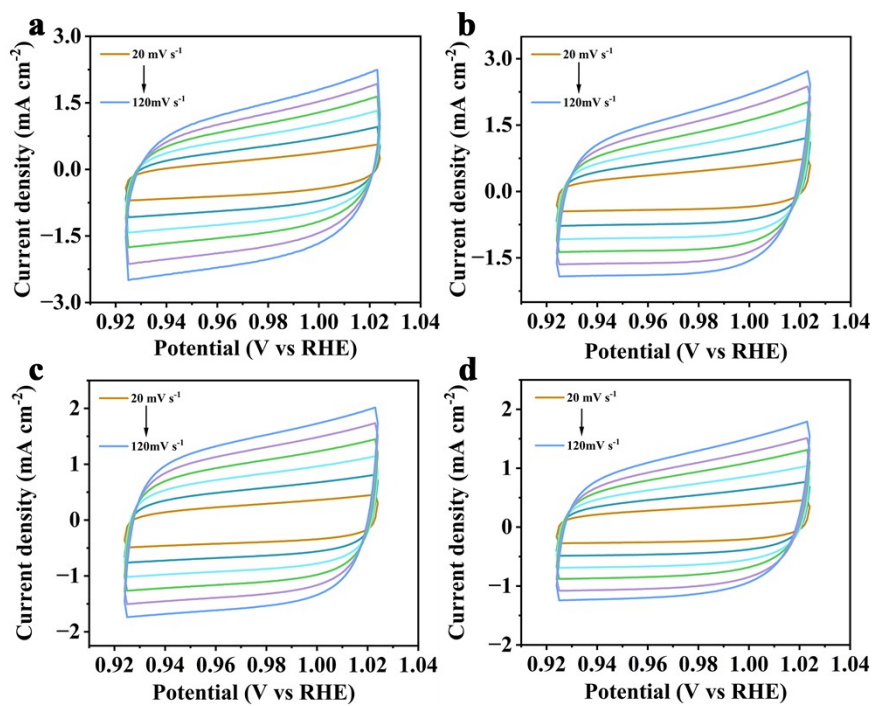 a
20 mV s⁻¹
120mV s⁻¹
Current density (mA cm⁻²)
3.0
1.5
0.0
−1.5
−3.0
0.92 0.94 0.96 0.98 1.00 1.02 1.04
Potential (V vs RHE)
b
20 mV s⁻¹
120mV s⁻¹
Current density (mA cm⁻²)
3.0
1.5
0.0
−1.5
0.92 0.94 0.96 0.98 1.00 1.02 1.04
Potential (V vs RHE)
c
20 mV s⁻¹
120mV s⁻¹
Current density (mA cm⁻²)
2
1
0
−1
−2
0.92 0.94 0.96 0.98 1.00 1.02 1.04
Potential (V vs RHE)
d
20 mV s⁻¹
120mV s⁻¹
Current density (mA cm⁻²)
2
1
0
−1
−2
0.92 0.94 0.96 0.98 1.00 1.02 1.04
Potential (V vs RHE)